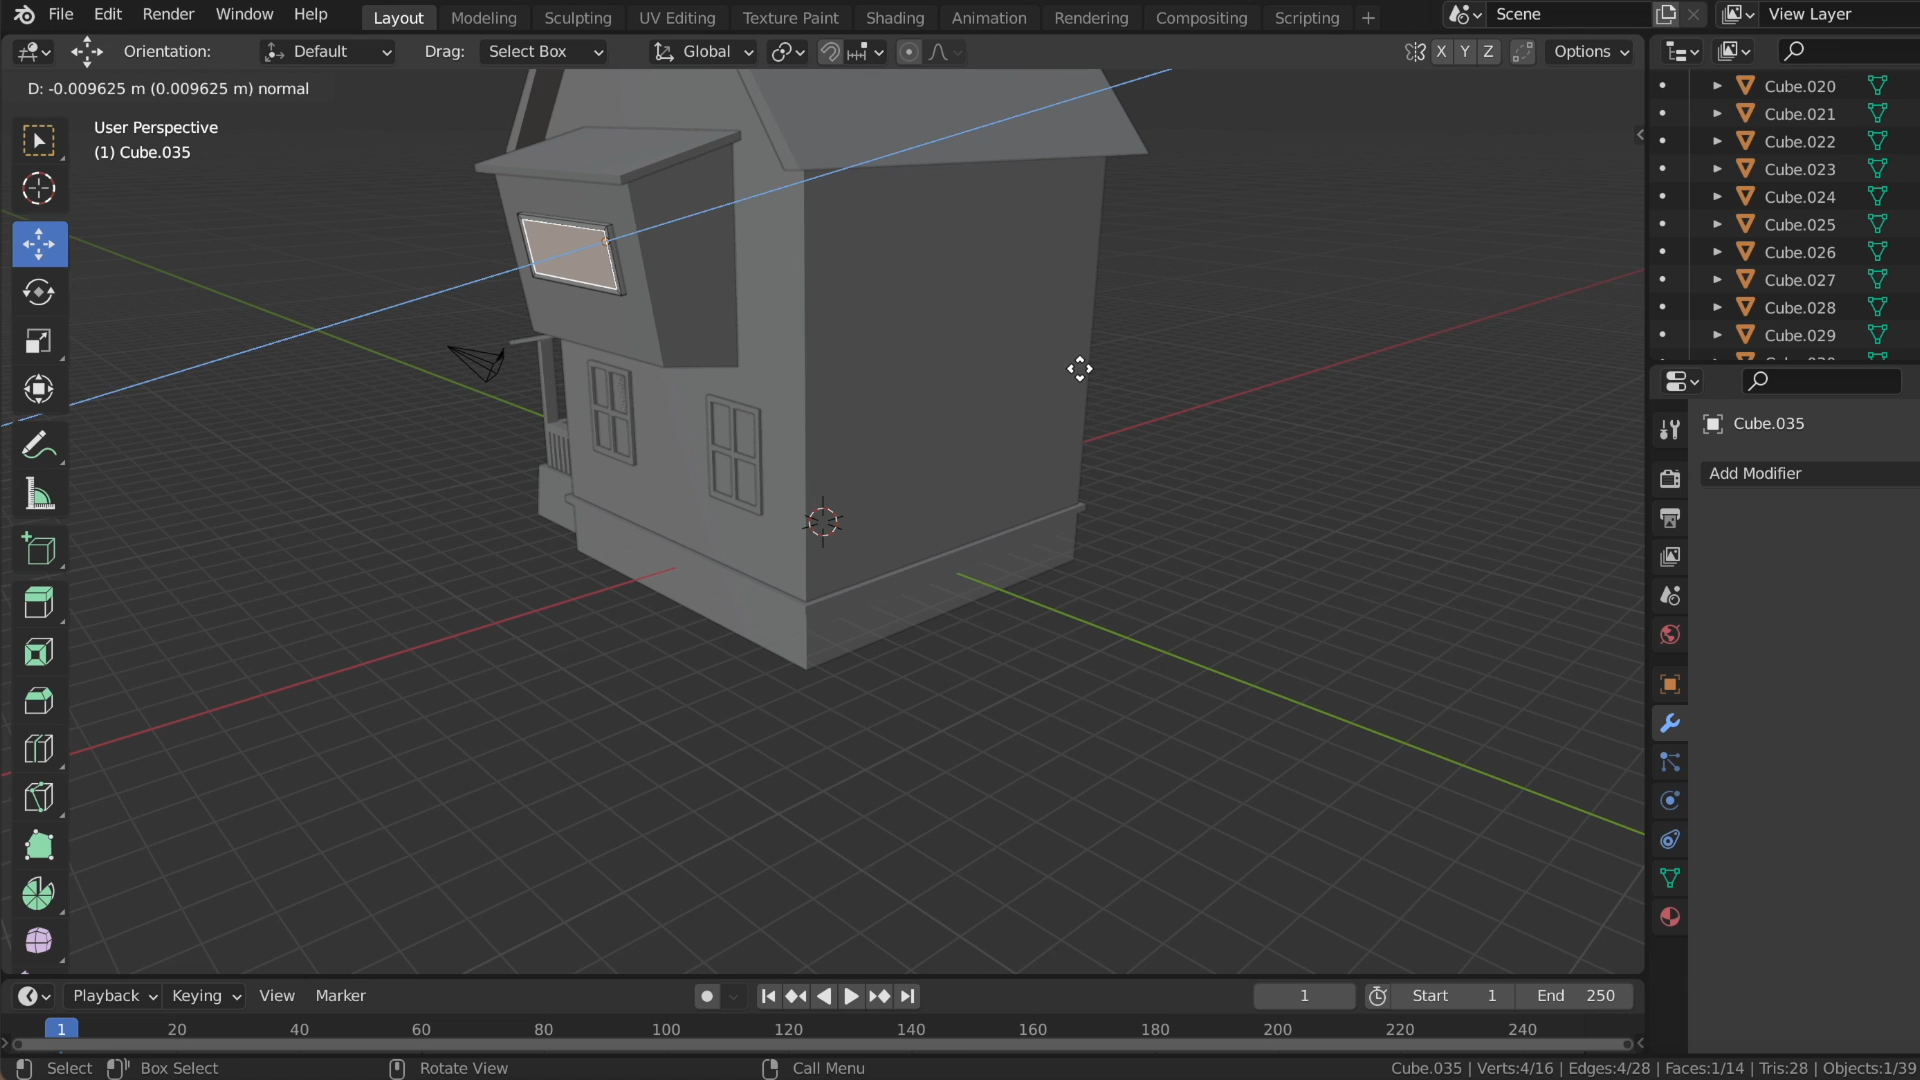 File Edit Render Window Help Layout Modeling Sculpting UV Editing Texture Paint Shading Animation Rendering Compositing Scripting + Scene View Layer
Orientation: Default Drag: Select Box Global X Y Z Options
D: -0.009625 m (0.009625 m) normal
User Perspective
(1) Cube.035
Cube.020
Cube.021
Cube.022
Cube.023
Cube.024
Cube.025
Cube.026
Cube.027
Cube.028
Cube.029
Cube.035
Add Modifier
Playback Keying View Marker 1 Start 1 End 250
1 20 40 60 80 100 120 140 160 180 200 220 240
Select Box Select Rotate View Call Menu Cube.035 | Verts:4/16 | Edges:4/28 | Faces:1/14 | Tris:28 | Objects:1/39